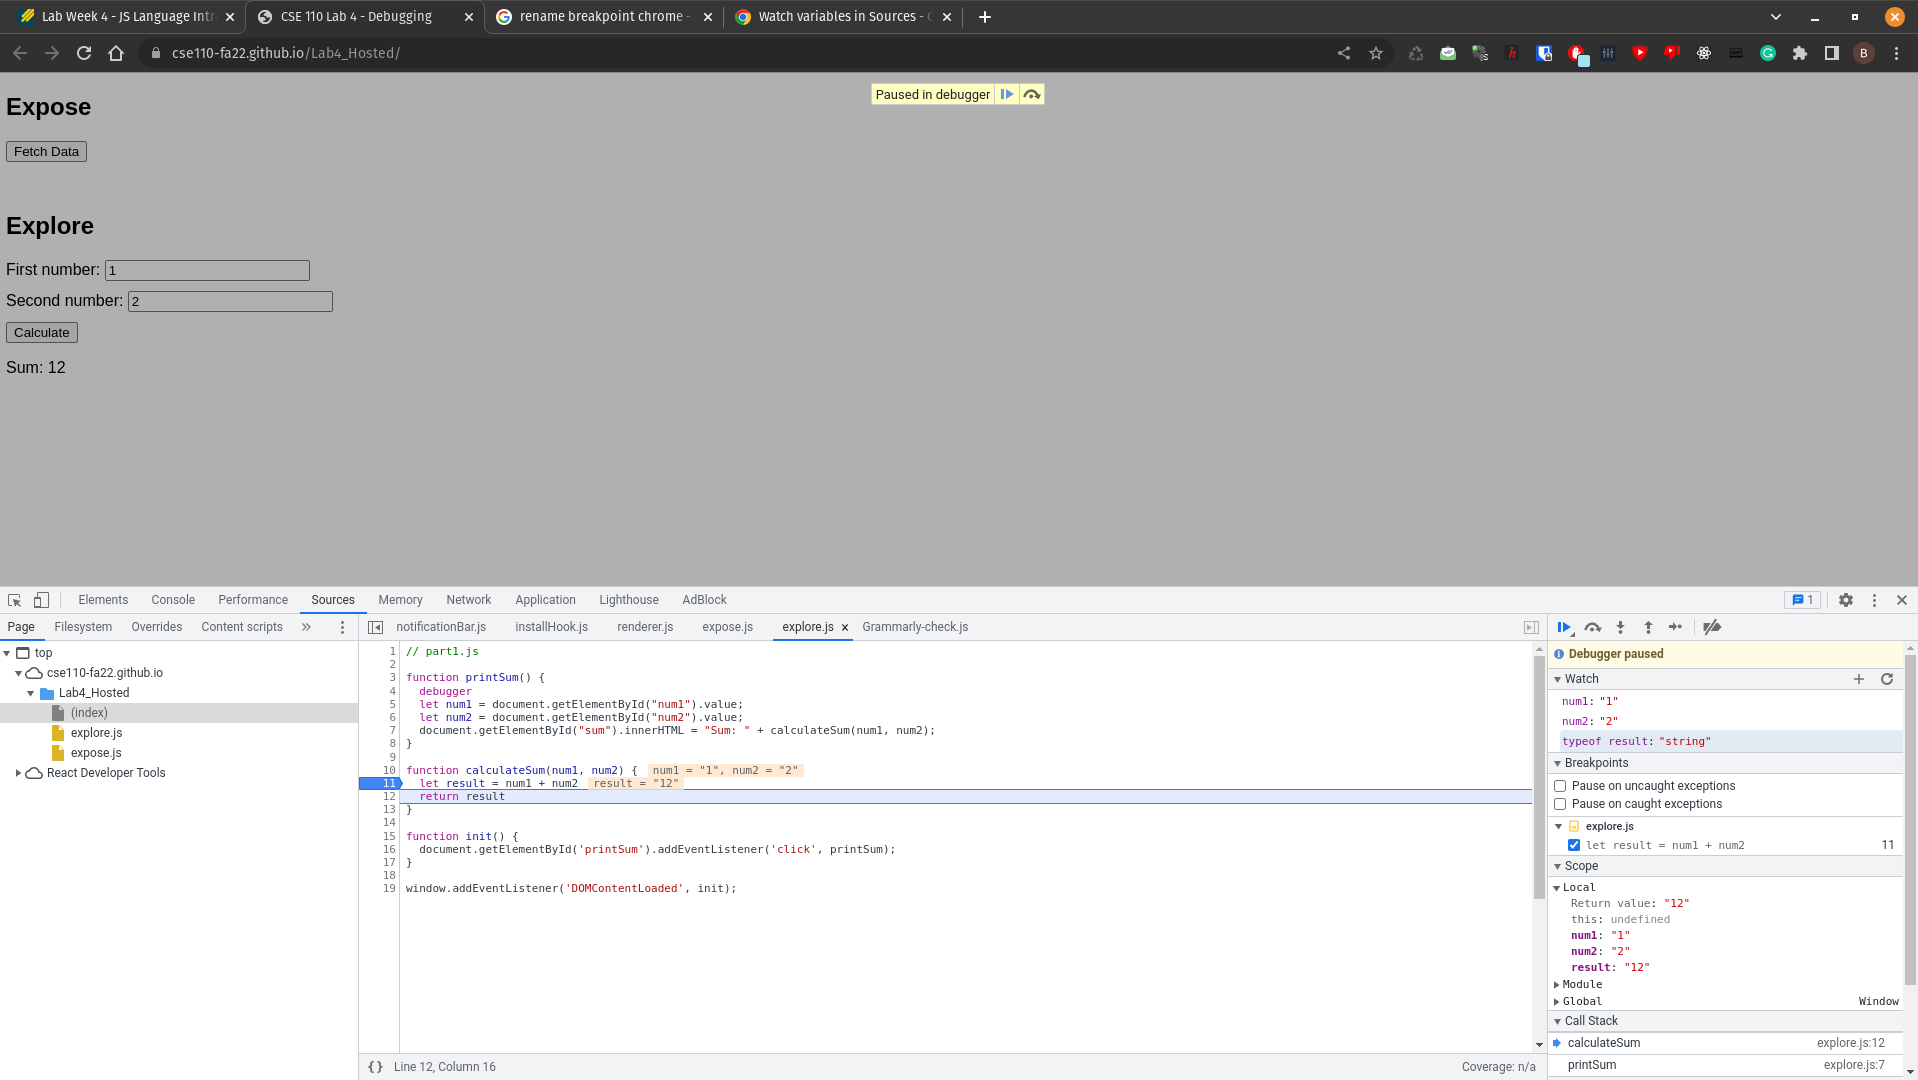 Lab Week 4 - JS Language Intr
CSE 110 Lab 4 - Debugging
rename breakpoint chrome -
Watch variables in Sources -
cse110-fa22.github.io/Lab4_Hosted/
B
Paused in debugger
Expose
Fetch Data
Explore
First number: 1
Second number: 2
Calculate
Sum: 12
Elements Console Performance Sources Memory Network Application Lighthouse AdBlock 1
Page Filesystem Overrides Content scripts »
notificationBar.js installHook.js renderer.js expose.js explore.js × Grammarly-check.js
top
cse110-fa22.github.io
Lab4_Hosted
(index)
explore.js
expose.js
React Developer Tools
1 // part1.js
2
3 function printSum() {
4 debugger
5 let num1 = document.getElementById("num1").value;
6 let num2 = document.getElementById("num2").value;
7 document.getElementById("sum").innerHTML = "Sum: " + calculateSum(num1, num2);
8 }
9
10 function calculateSum(num1, num2) { num1 = "1", num2 = "2"
11 let result = num1 + num2 result = "12"
12 return result
13 }
14
15 function init() {
16 document.getElementById('printSum').addEventListener('click', printSum);
17 }
18
19 window.addEventListener('DOMContentLoaded', init);
{ } Line 12, Column 16
Coverage: n/a
Debugger paused
Watch
num1: "1"
num2: "2"
typeof result: "string"
Breakpoints
Pause on uncaught exceptions
Pause on caught exceptions
explore.js
let result = num1 + num2 11
Scope
Local
Return value: "12"
this: undefined
num1: "1"
num2: "2"
result: "12"
Module
Global Window
Call Stack
calculateSum explore.js:12
printSum explore.js:7